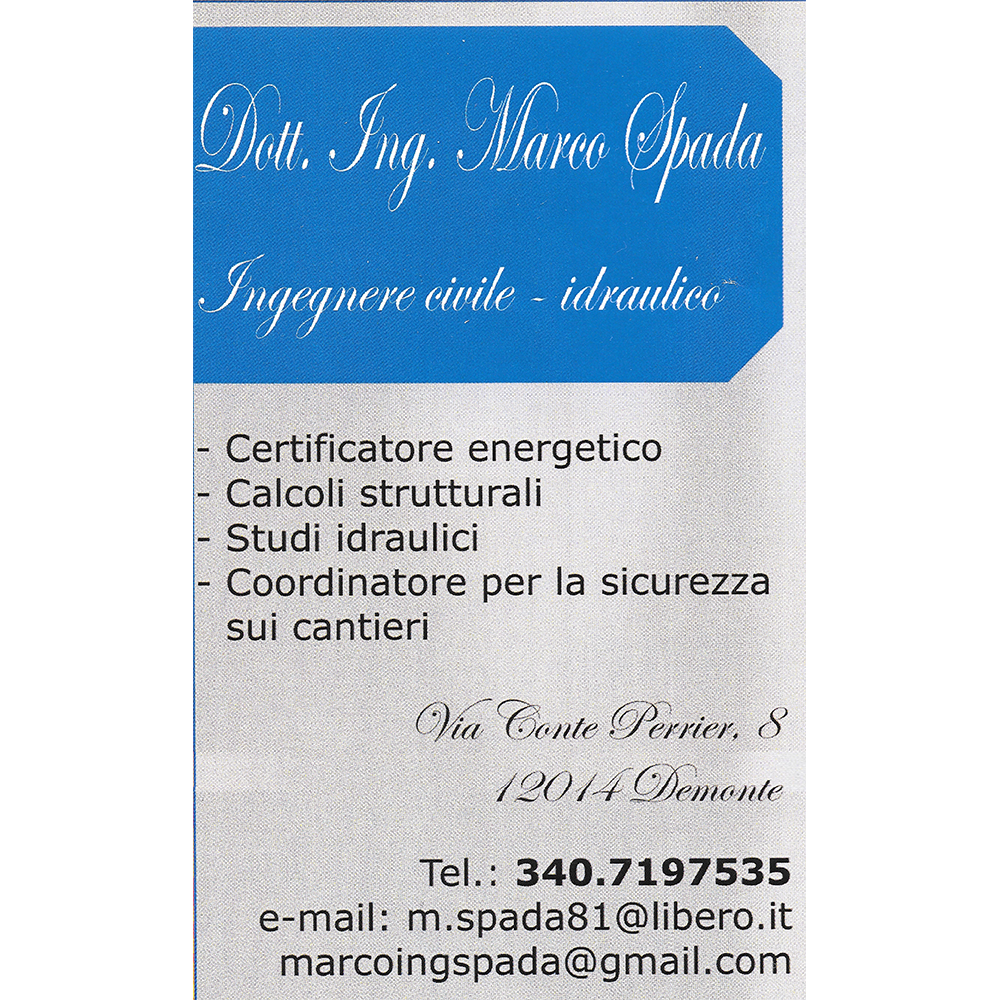 Dott. Ing. Marco Spada
Ingegnere civile - idraulico
- Certificatore energetico
- Calcoli strutturali
- Studi idraulici
- Coordinatore per la sicurezza
sui cantieri
Via Conte Perrier, 8
12014 Demonte
Tel.: 340.7197535
e-mail: m.spada81@libero.it
marcoingspada@gmail.com